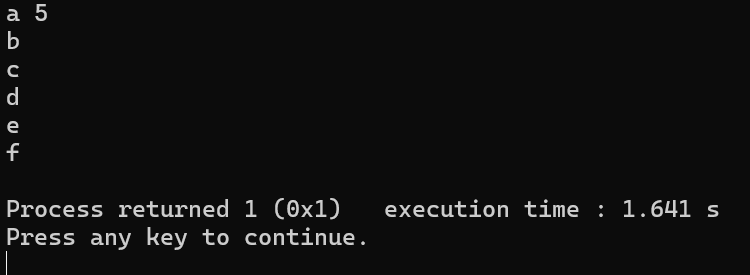 a 5
b
c
d
e
f
Process returned 1 (0x1)   execution time : 1.641 s
Press any key to continue.